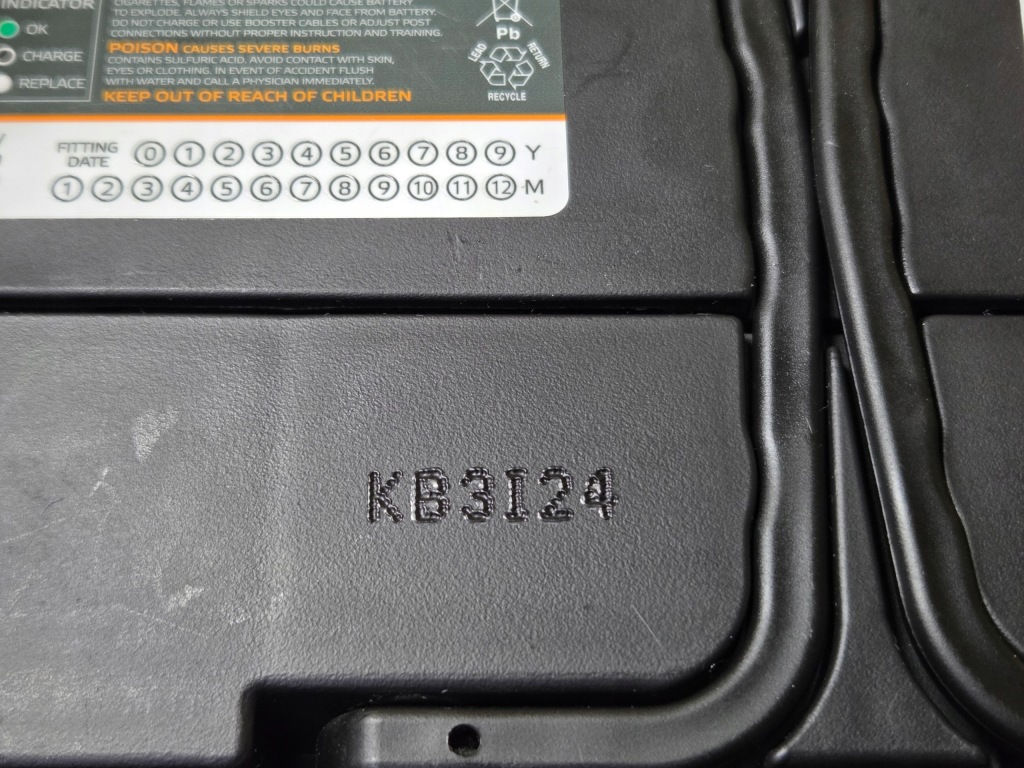 INDICATOR
OK
CHARGE
REPLACE
CIGARETTES, FLAMES OR SPARKS COULD CAUSE BATTERY
TO EXPLODE. ALWAYS SHIELD EYES AND FACE FROM BATTERY.
DO NOT CHARGE OR USE BOOSTER CABLES OR ADJUST POST
CONNECTIONS WITHOUT PROPER INSTRUCTION AND TRAINING.
POISON CAUSES SEVERE BURNS
CONTAINS SULFURIC ACID. AVOID CONTACT WITH SKIN,
EYES OR CLOTHING. IN EVENT OF ACCIDENT FLUSH
WITH WATER AND CALL A PHYSICIAN IMMEDIATELY.
KEEP OUT OF REACH OF CHILDREN
Pb
LEAD RETURN
RECYCLE
FITTING DATE
0 1 2 3 4 5 6 7 8 9 Y
1 2 3 4 5 6 7 8 9 10 11 12 M
KB3I24